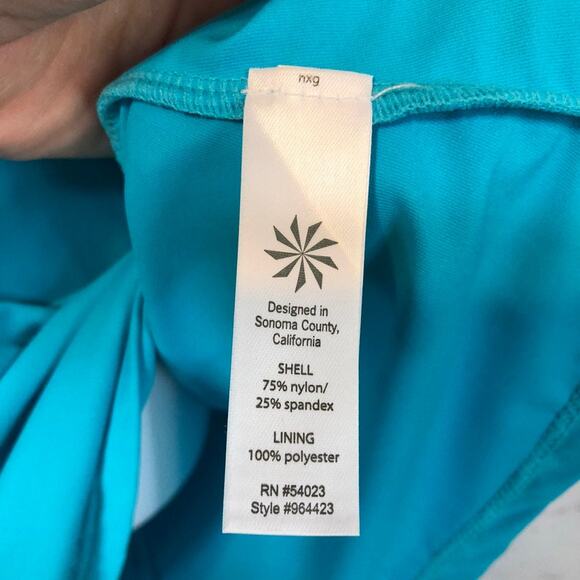 nxg
Designed in
Sonoma County,
California
SHELL
75% nylon/
25% spandex
LINING
100% polyester
RN #54023
Style #964423